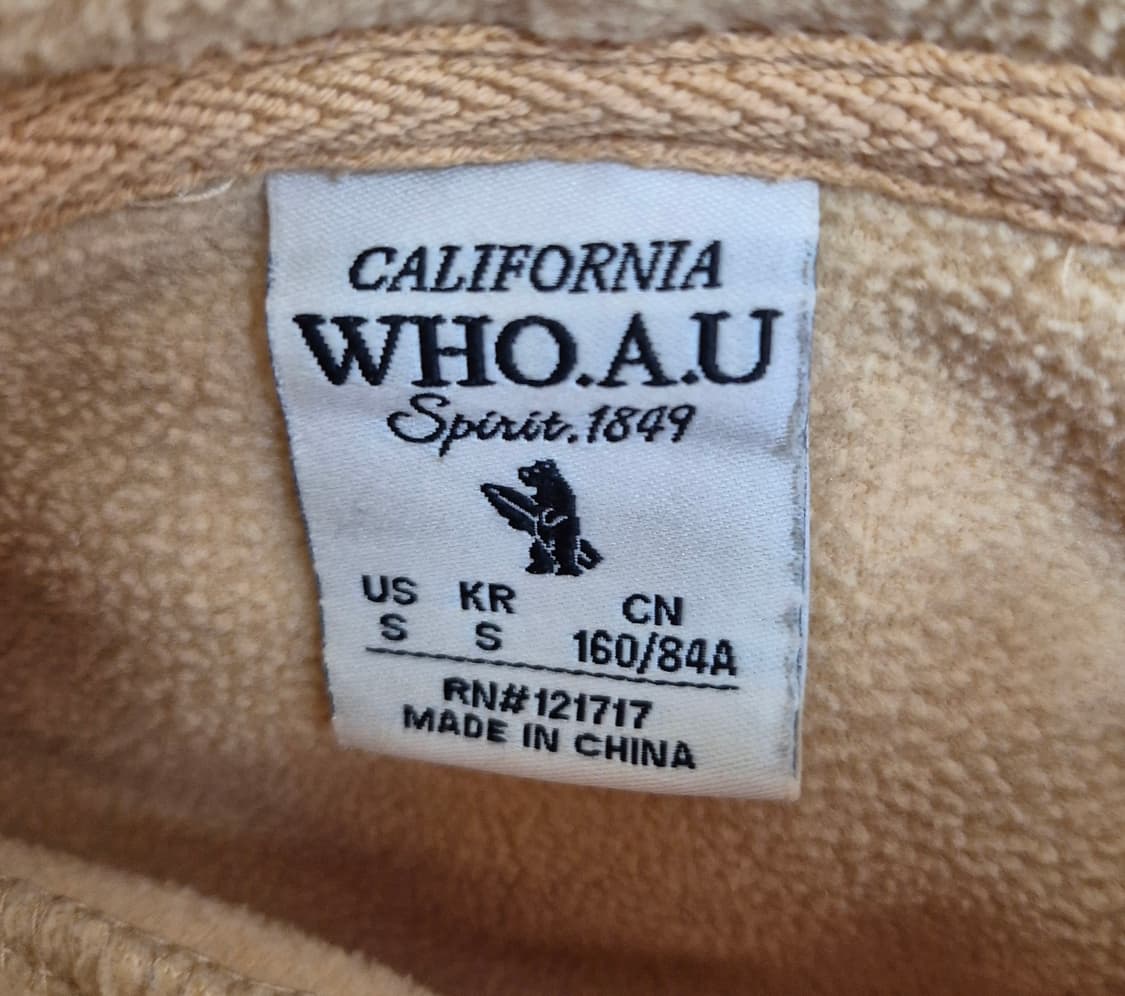 CALIFORNIA
WHO.A.U
Spirit.1849
US KR CN
S S 160/84A
RN#121717
MADE IN CHINA